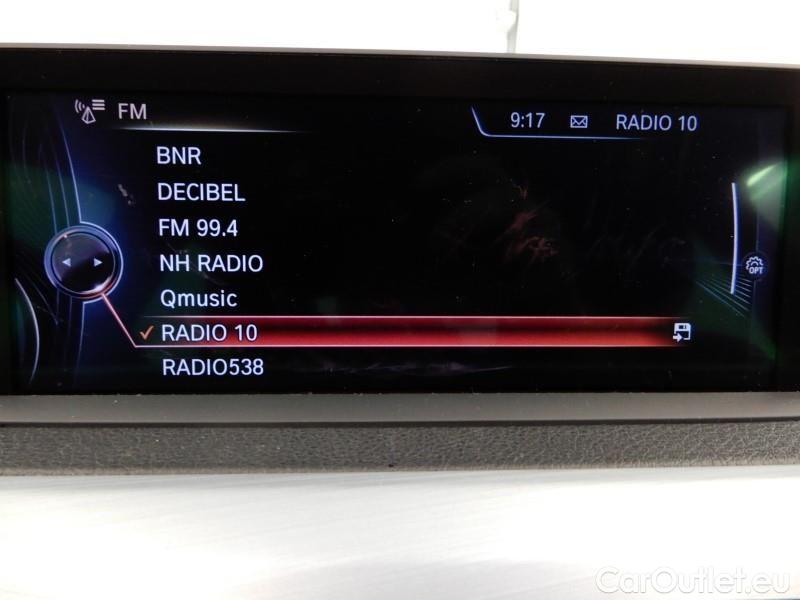 FM
9:17 RADIO 10
BNR
DECIBEL
FM 99.4
NH RADIO
OPT
Qmusic
RADIO 10
RADIO538
CarOutlet.eu